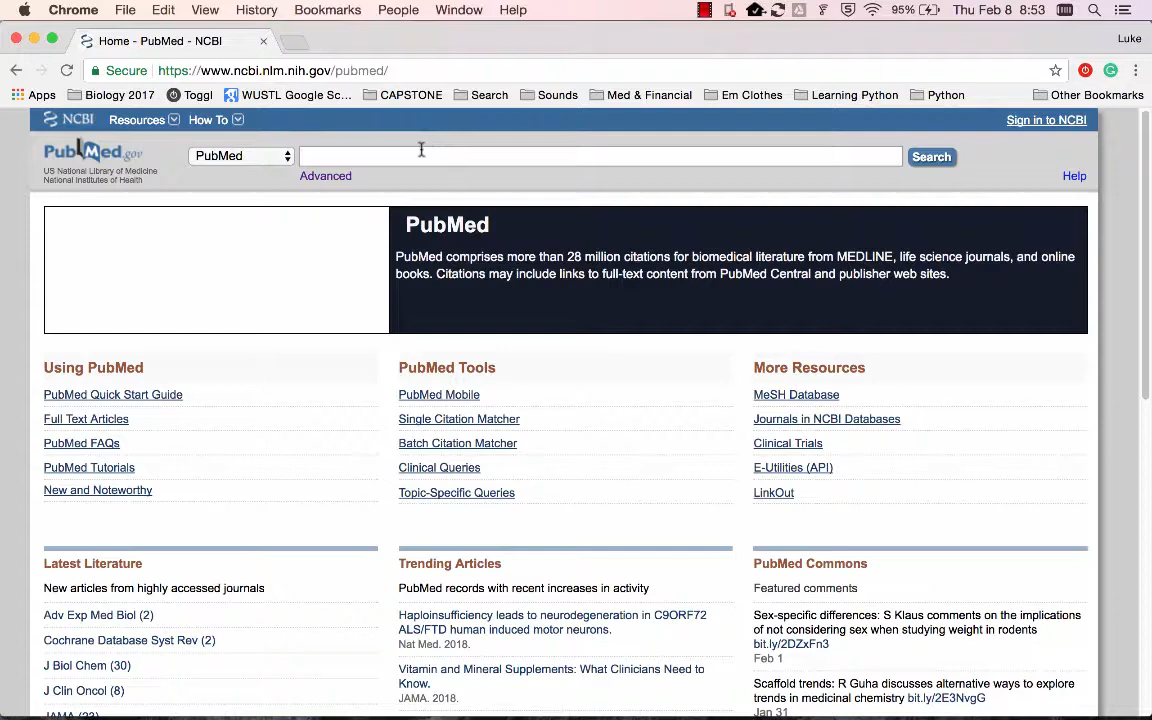 Chrome File Edit View History Bookmarks People Window Help 95% Thu Feb 8 8:53
Home - PubMed - NCBI Luke
Secure https://www.ncbi.nlm.nih.gov/pubmed/
Apps Biology 2017 Toggl WUSTL Google Sc... CAPSTONE Search Sounds Med & Financial Em Clothes Learning Python Python Other Bookmarks
NCBI Resources How To Sign in to NCBI
PubMed.gov
US National Library of Medicine
National Institutes of Health
PubMed Search
Advanced Help
PubMed
PubMed comprises more than 28 million citations for biomedical literature from MEDLINE, life science journals, and online
books. Citations may include links to full-text content from PubMed Central and publisher web sites.
Using PubMed
PubMed Quick Start Guide
Full Text Articles
PubMed FAQs
PubMed Tutorials
New and Noteworthy
PubMed Tools
PubMed Mobile
Single Citation Matcher
Batch Citation Matcher
Clinical Queries
Topic-Specific Queries
More Resources
MeSH Database
Journals in NCBI Databases
Clinical Trials
E-Utilities (API)
LinkOut
Latest Literature
New articles from highly accessed journals
Adv Exp Med Biol (2)
Cochrane Database Syst Rev (2)
J Biol Chem (30)
J Clin Oncol (8)
JAMA (23)
Trending Articles
PubMed records with recent increases in activity
Haploinsufficiency leads to neurodegeneration in C9ORF72
ALS/FTD human induced motor neurons.
Nat Med. 2018.
Vitamin and Mineral Supplements: What Clinicians Need to
Know.
JAMA. 2018.
PubMed Commons
Featured comments
Sex-specific differences: S Klaus comments on the implications
of not considering sex when studying weight in rodents
bit.ly/2DZxFn3
Feb 1
Scaffold trends: R Guha discusses alternative ways to explore
trends in medicinal chemistry bit.ly/2E3NvgG
Jan 31